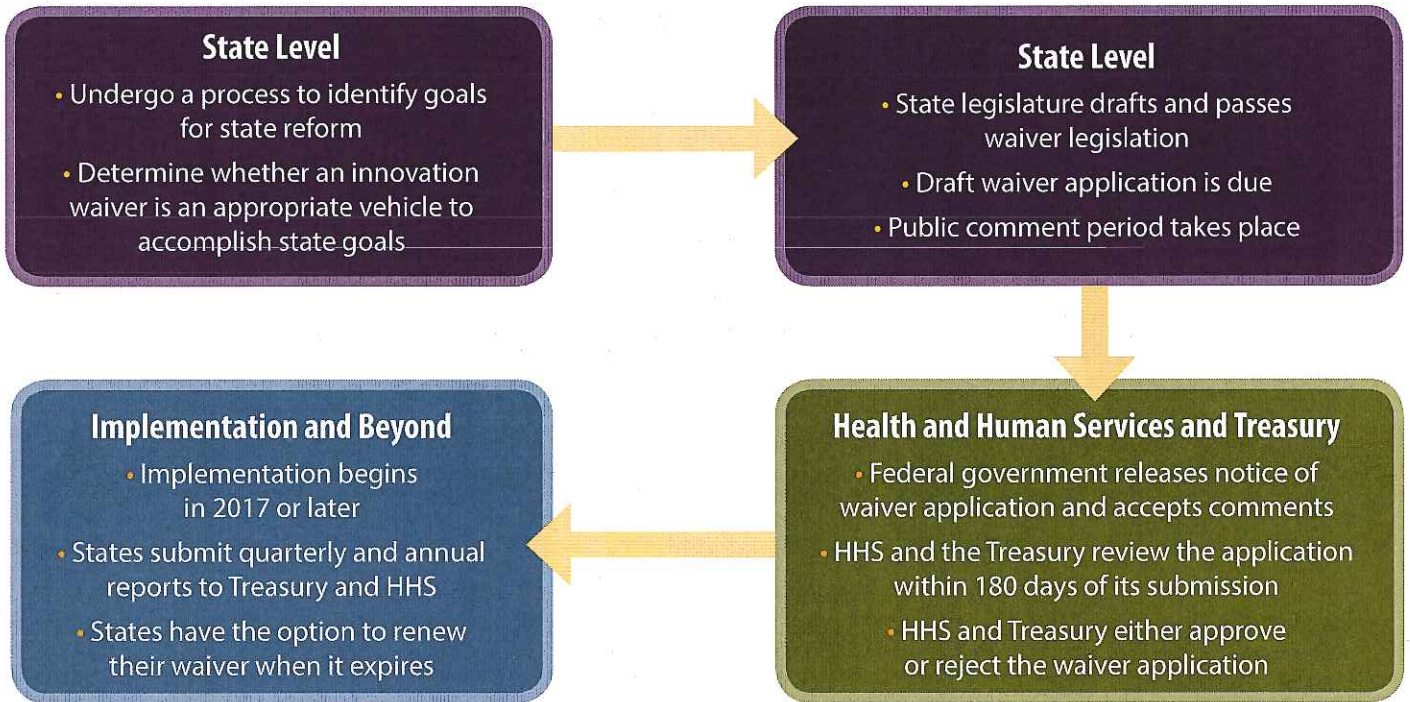 State Level
• Undergo a process to identify goals
for state reform
• Determine whether an innovation
waiver is an appropriate vehicle to
accomplish state goals
State Level
• State legislature drafts and passes
waiver legislation
• Draft waiver application is due
• Public comment period takes place
Health and Human Services and Treasury
• Federal government releases notice of
waiver application and accepts comments
• HHS and the Treasury review the application
within 180 days of its submission
• HHS and Treasury either approve
or reject the waiver application
Implementation and Beyond
• Implementation begins
in 2017 or later
• States submit quarterly and annual
reports to Treasury and HHS
• States have the option to renew
their waiver when it expires